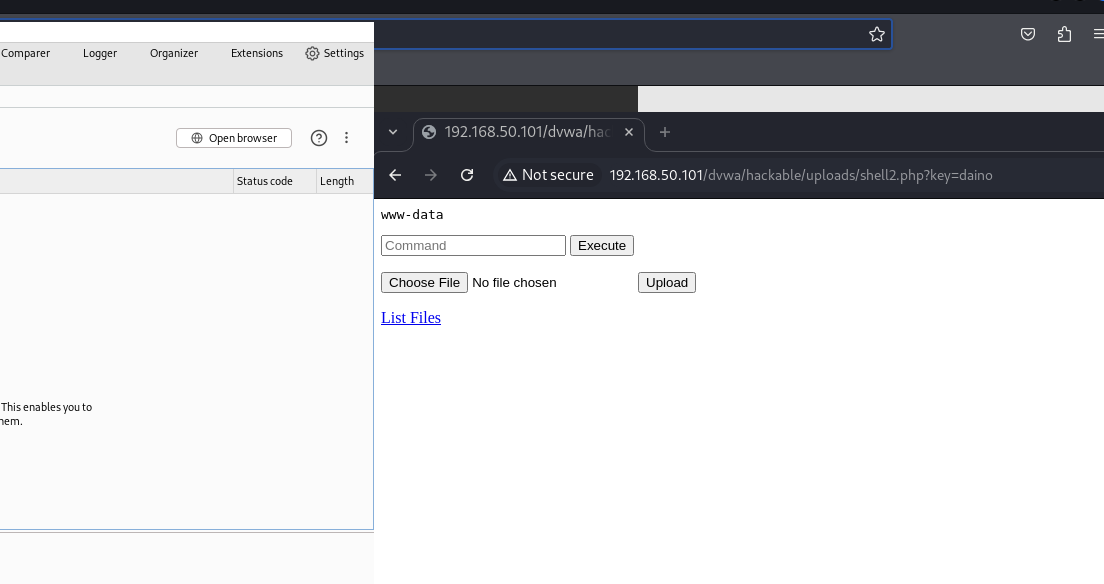 Comparer Logger Organizer Extensions Settings
Open browser
Status code Length
This enables you to
hem.
192.168.50.101/dvwa/hac
Not secure 192.168.50.101/dvwa/hackable/uploads/shell2.php?key=daino
www-data
Command Execute
Choose File No file chosen Upload
List Files